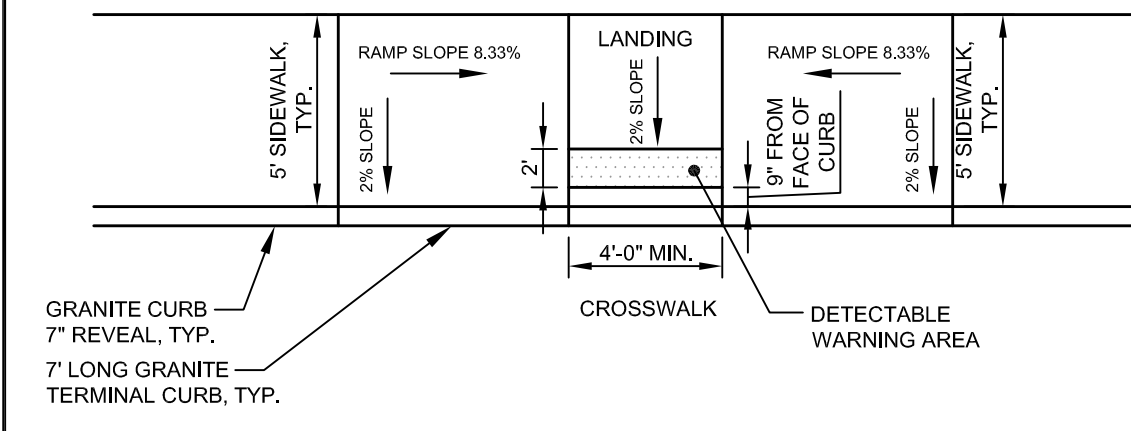 5' SIDEWALK,
TYP.
RAMP SLOPE 8.33%
2% SLOPE
LANDING
2% SLOPE
2'
RAMP SLOPE 8.33%
9" FROM
FACE OF
CURB
2% SLOPE
5' SIDEWALK,
TYP.
4'-0" MIN.
CROSSWALK
GRANITE CURB
7" REVEAL, TYP.
7' LONG GRANITE
TERMINAL CURB, TYP.
DETECTABLE
WARNING AREA